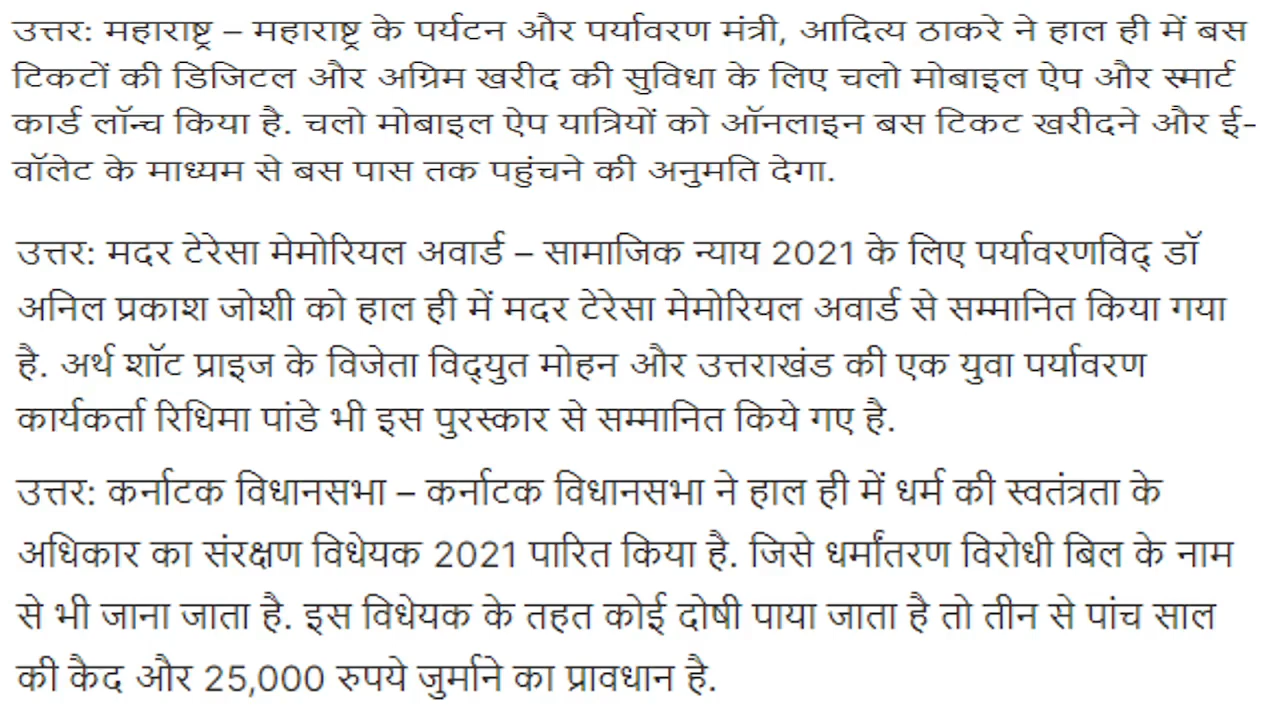 उत्तर: महाराष्ट्र – महाराष्ट्र के पर्यटन और पर्यावरण मंत्री, आदित्य ठाकरे ने हाल ही में बस
टिकटों की डिजिटल और अग्रिम खरीद की सुविधा के लिए चलो मोबाइल ऐप और स्मार्ट
कार्ड लॉन्च किया है. चलो मोबाइल ऐप यात्रियों को ऑनलाइन बस टिकट खरीदने और ई-
वॉलेट के माध्यम से बस पास तक पहुंचने की अनुमति देगा.
उत्तर: मदर टेरेसा मेमोरियल अवार्ड – सामाजिक न्याय 2021 के लिए पर्यावरणविद् डॉ
अनिल प्रकाश जोशी को हाल ही में मदर टेरेसा मेमोरियल अवार्ड से सम्मानित किया गया
है. अर्थ शॉट प्राइज के विजेता विद्युत मोहन और उत्तराखंड की एक युवा पर्यावरण
कार्यकर्ता रिधिमा पांडे भी इस पुरस्कार से सम्मानित किये गए है.
उत्तर: कर्नाटक विधानसभा – कर्नाटक विधानसभा ने हाल ही में धर्म की स्वतंत्रता के
अधिकार का संरक्षण विधेयक 2021 पारित किया है. जिसे धर्मांतरण विरोधी बिल के नाम
से भी जाना जाता है. इस विधेयक के तहत कोई दोषी पाया जाता है तो तीन से पांच साल
की कैद और 25,000 रुपये जुर्माने का प्रावधान है.